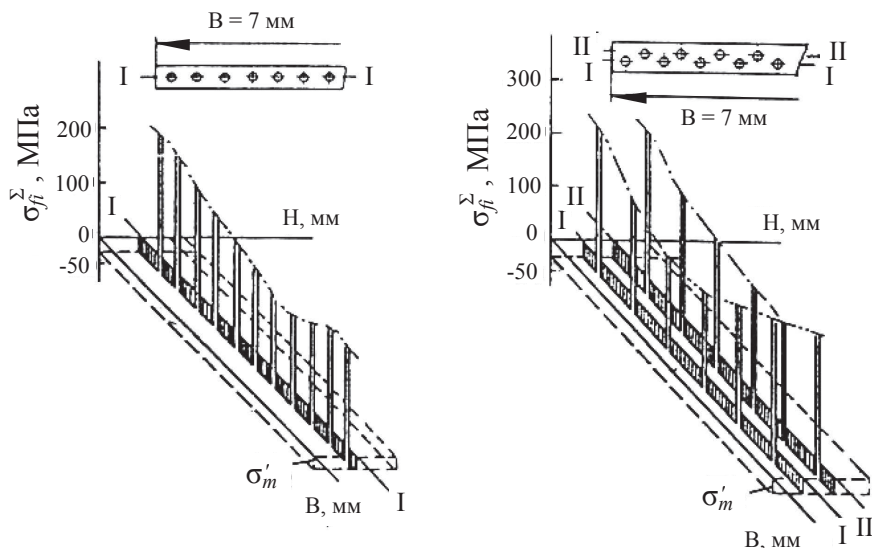 B = 7 мм
I
I
200
100
0
-50
σ_fi^Σ, МПа
I
H, мм
σ′_m
B, мм
I
II
I
II
I
B = 7 мм
300
200
100
0
-50
σ_fi^Σ, МПа
II
I
H, мм
σ′_m
B, мм
I
II